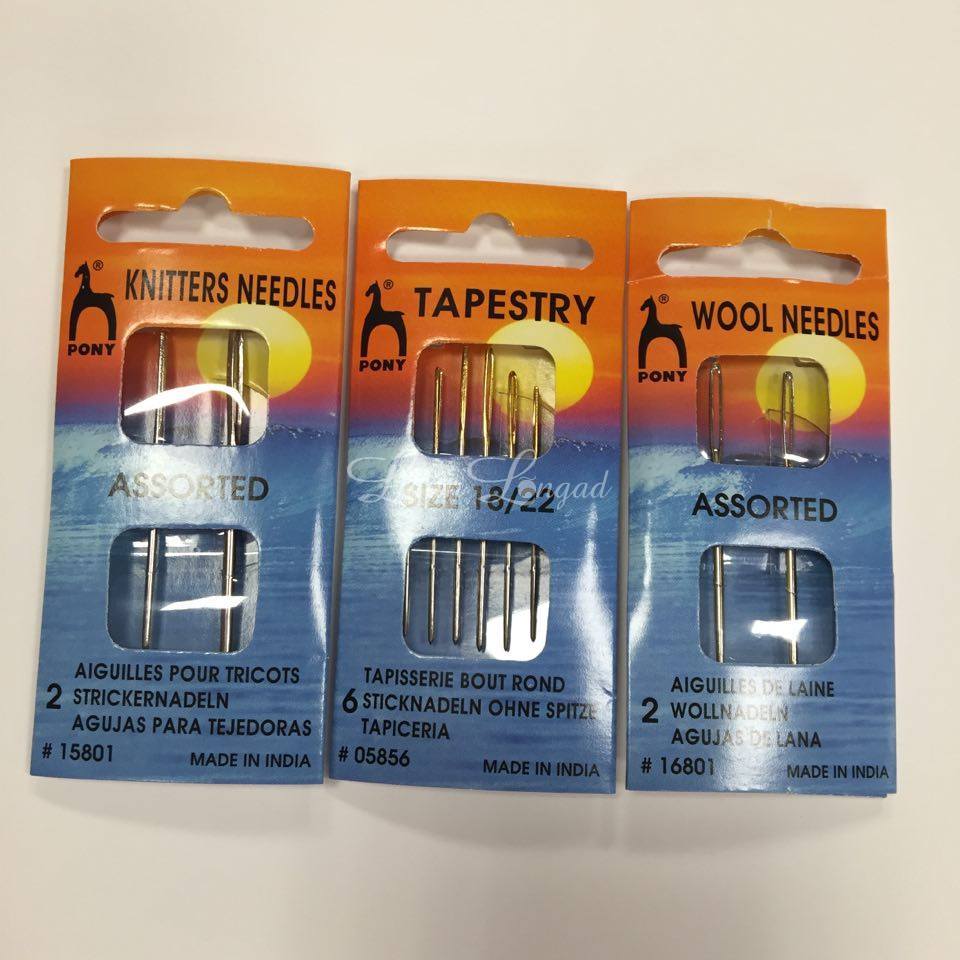 ®
KNITTERS NEEDLES
PONY
ASSORTED
AIGUILLES POUR TRICOTS
2 STRICKERNADELN
AGUJAS PARA TEJEDORAS
# 15801
MADE IN INDIA
®
TAPESTRY
PONY
SIZE 18/22
TAPISSERIE BOUT ROND
6 STICKNADELN OHNE SPITZE
TAPICERIA
# 05856
MADE IN INDIA
®
WOOL NEEDLES
PONY
ASSORTED
AIGUILLES DE LAINE
2 WOLLNADELN
AGUJAS DE LANA
# 16801
MADE IN INDIA